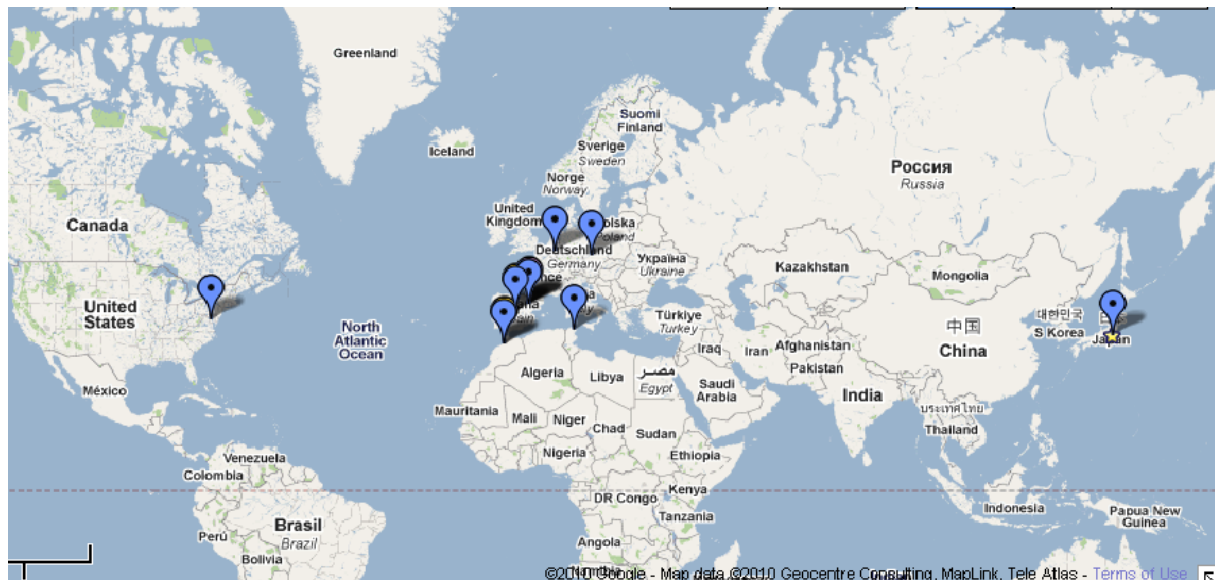 Greenland
Iceland
Suomi
Finland
Sverige
Sweden
Norge
Norway
Россия
Russia
Canada
United
Kingdom
Polska
Poland
Deutschland
Germany
Україна
Ukraine
Kazakhstan
Mongolia
United
States
North
Atlantic
Ocean
Türkiye
Turkey
中国
China
대한민국
S Korea
Japan
México
Algeria
Libya
مصر
Egypt
Iraq
Iran
Afghanistan
Pakistan
Saudi
Arabia
India
ประเทศไทย
Thailand
Mauritania
Mali
Niger
Chad
Sudan
Nigeria
Ethiopia
Venezuela
Colombia
DR Congo
Kenya
Tanzania
Indonesia
Papua New
Guinea
Brasil
Brazil
Perú
Bolivia
Angola
Namibia
©2010 Google - Map data ©2010 Geocentre Consulting, MapLink, Tele Atlas - Terms of Use